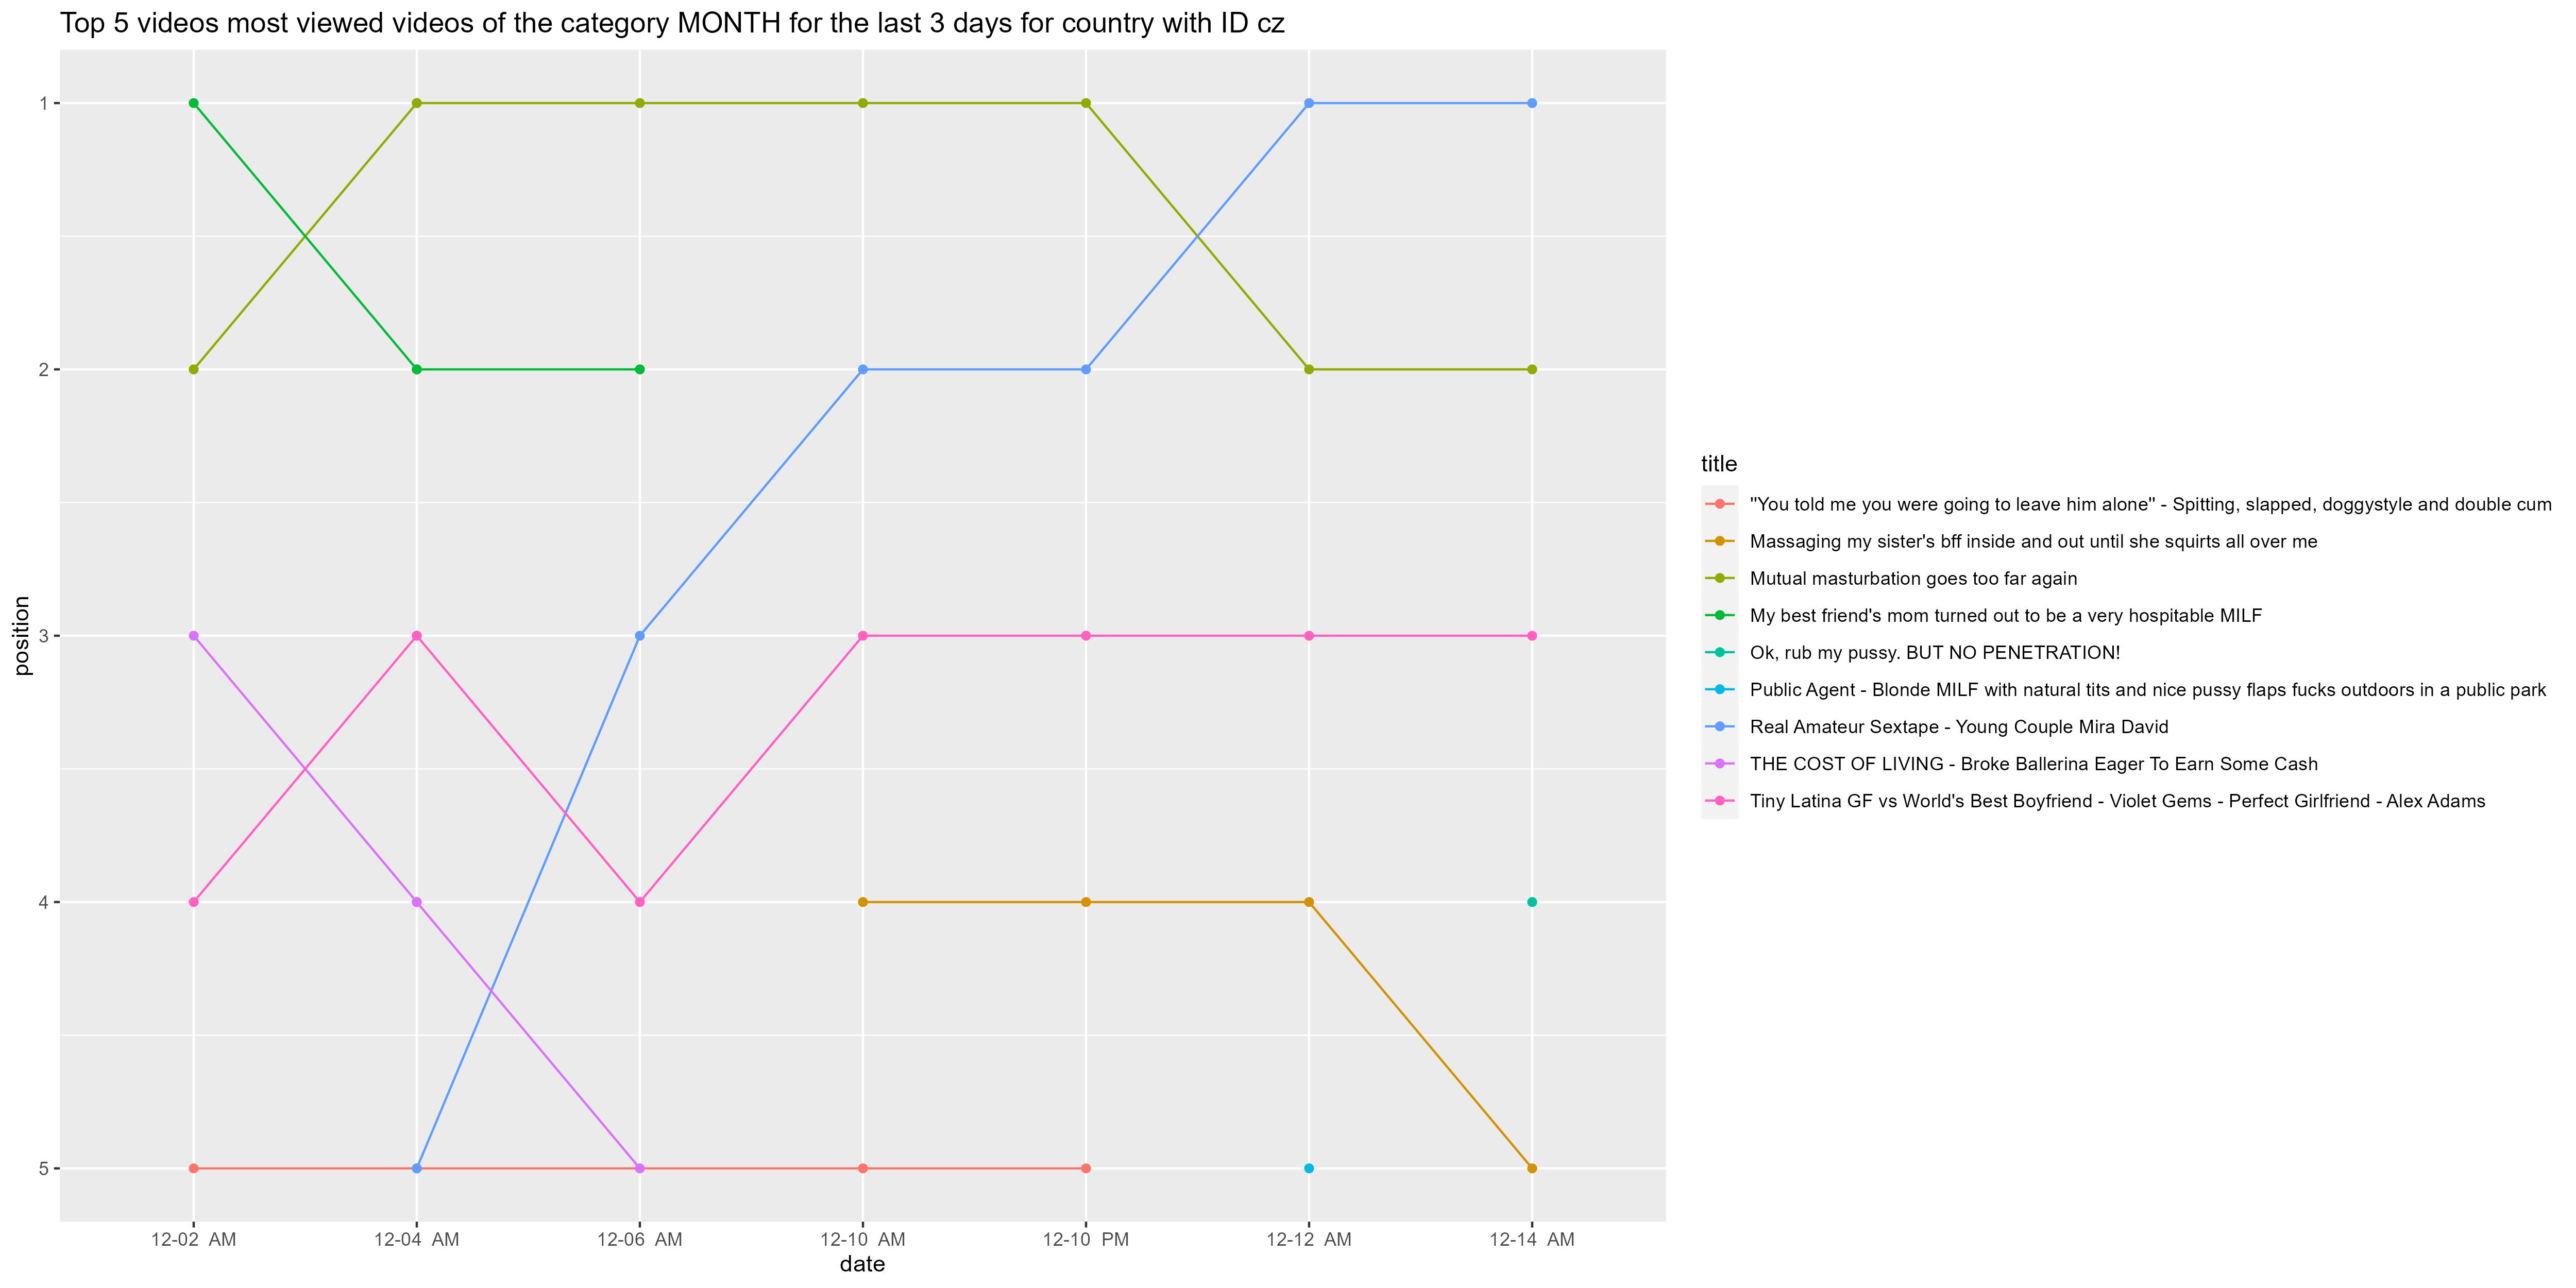 Top 5 videos most viewed videos of the category MONTH for the last 3 days for country with ID cz
position
1
2
3
4
5
12-02 AM
12-04 AM
12-06 AM
12-10 AM
12-10 PM
12-12 AM
12-14 AM
date
title
"You told me you were going to leave him alone" - Spitting, slapped, doggystyle and double cum
Massaging my sister's bff inside and out until she squirts all over me
Mutual masturbation goes too far again
My best friend's mom turned out to be a very hospitable MILF
Ok, rub my pussy. BUT NO PENETRATION!
Public Agent - Blonde MILF with natural tits and nice pussy flaps fucks outdoors in a public park
Real Amateur Sextape - Young Couple Mira David
THE COST OF LIVING - Broke Ballerina Eager To Earn Some Cash
Tiny Latina GF vs World's Best Boyfriend - Violet Gems - Perfect Girlfriend - Alex Adams